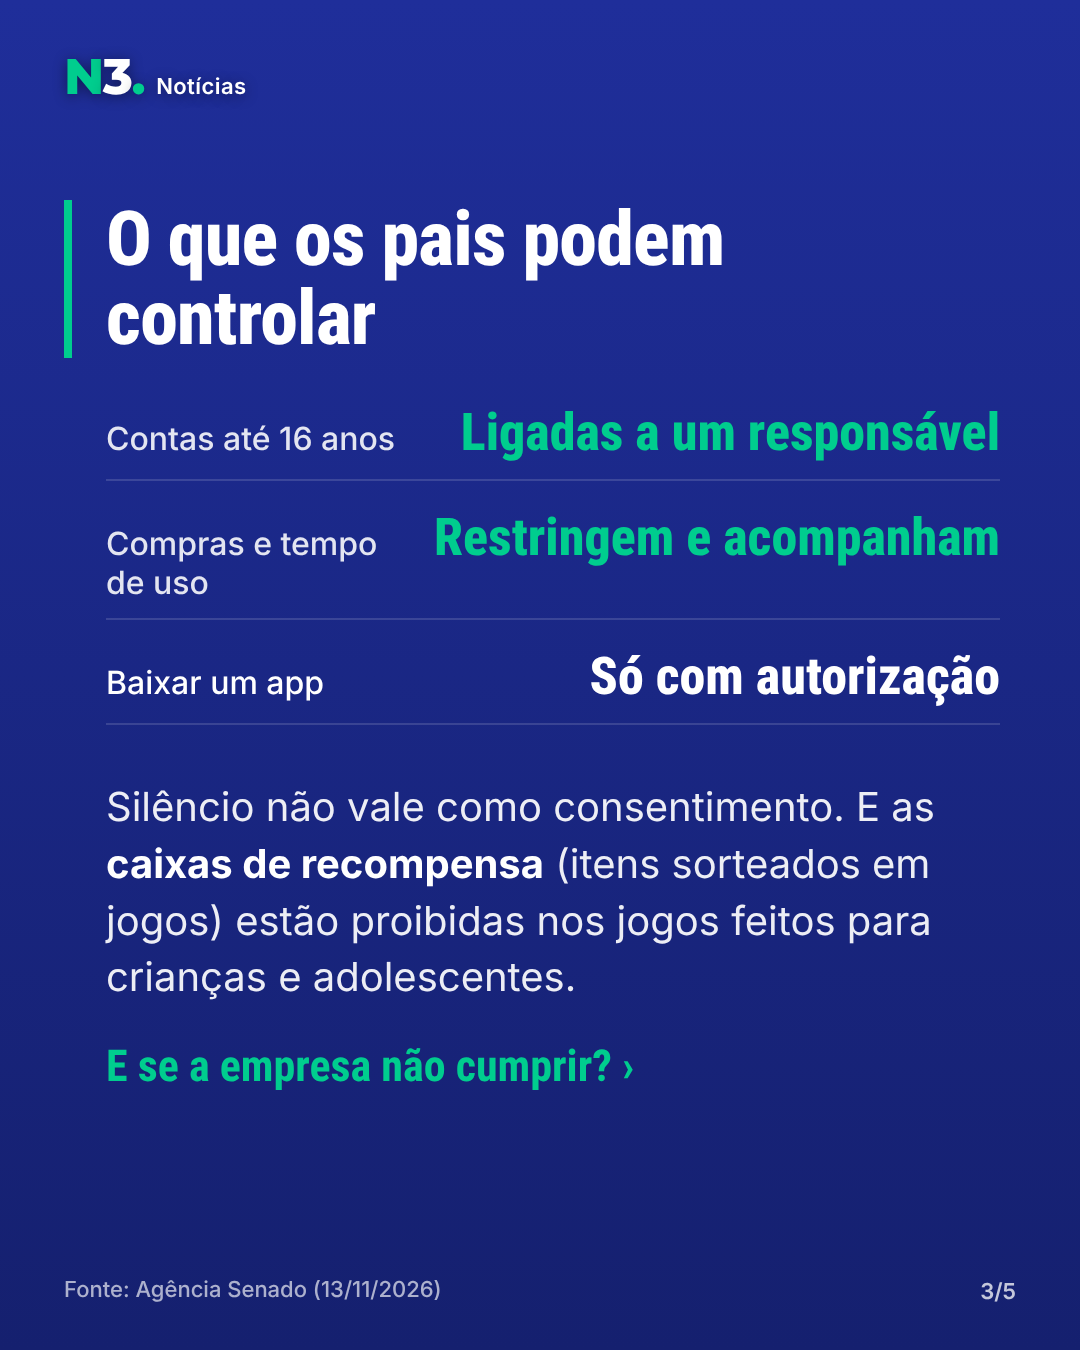 N3. Notícias
O que os pais podem
controlar
Contas até 16 anos Ligadas a um responsável
Compras e tempo Restringem e acompanham
de uso
Baixar um app Só com autorização
Silêncio não vale como consentimento. E as
caixas de recompensa (itens sorteados em
jogos) estão proibidas nos jogos feitos para
crianças e adolescentes.
E se a empresa não cumprir? ›
Fonte: Agência Senado (13/11/2026) 3/5